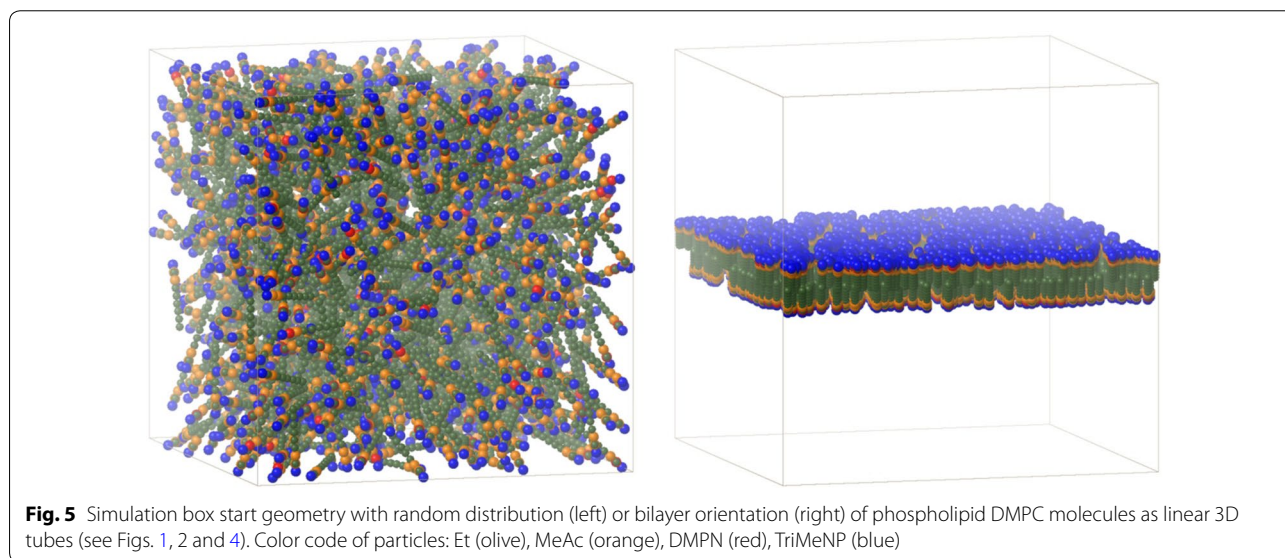 Fig. 5 Simulation box start geometry with random distribution (left) or bilayer orientation (right) of phospholipid DMPC molecules as linear 3D
tubes (see Figs. 1, 2 and 4). Color code of particles: Et (olive), MeAc (orange), DMPN (red), TriMeNP (blue)